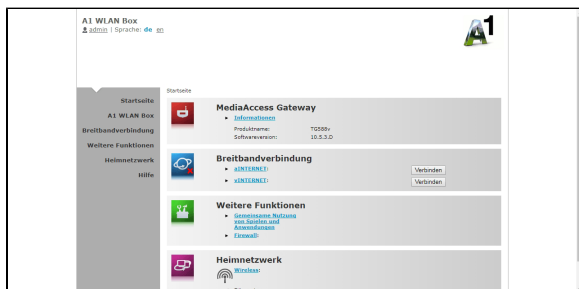 A1 WLAN Box
admin | Sprache: de en
A1
Startseite
Startseite
A1 WLAN Box
Breitbandverbindung
Weitere Funktionen
Heimnetzwerk
Hilfe
MediaAccess Gateway
Informationen
Produktname: TG588v
Softwareversion: 10.5.3.D
Breitbandverbindung
aINTERNET: Verbinden
vINTERNET: Verbinden
Weitere Funktionen
Gemeinsame Nutzung
von Spielen und
Anwendungen
Firewall:
Heimnetzwerk
Wireless: